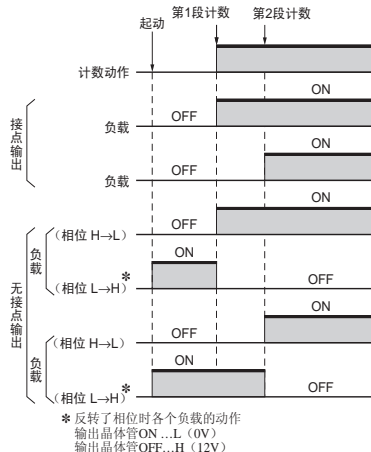 第1段计数 第2段计数
起动
计数动作
ON
负载 OFF
ON
负载 OFF
接点输出
ON
(相位 H→L) OFF
ON
(相位 L→H)* OFF
负载
ON
(相位 H→L) OFF
ON
(相位 L→H)* OFF
负载
无接点输出
* 反转了相位时各个负载的动作
输出晶体管ON …L（0V）
输出晶体管OFF…H（12V）